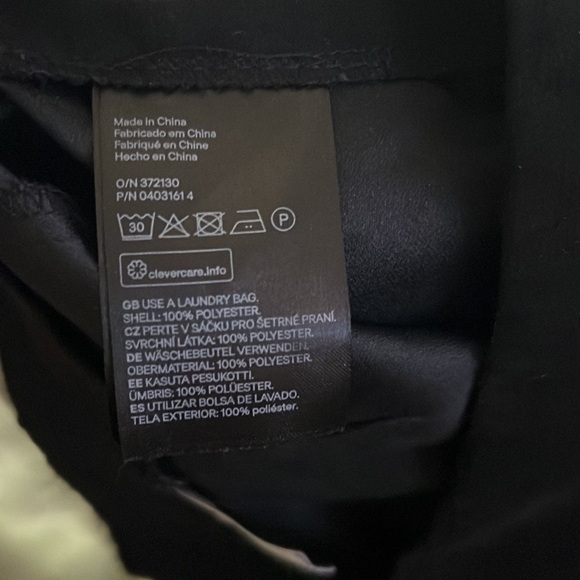 Made in China
Fabricado em China
Fabriqué en Chine
Hecho en China
O/N 372130
P/N 0403161 4
30
P
clevercare.info
GB USE A LAUNDRY BAG.
SHELL: 100% POLYESTER.
CZ PERTE V SÁČKU PRO ŠETRNÉ PRANÍ.
SVRCHNÍ LÁTKA: 100% POLYESTER.
DE WÄSCHEBEUTEL VERWENDEN.
OBERMATERIAL: 100% POLYESTER.
EE KASUTA PESUKOTTI.
ÜMBRIS: 100% POLÜESTER.
ES UTILIZAR BOLSA DE LAVADO.
TELA EXTERIOR: 100% poliéster.